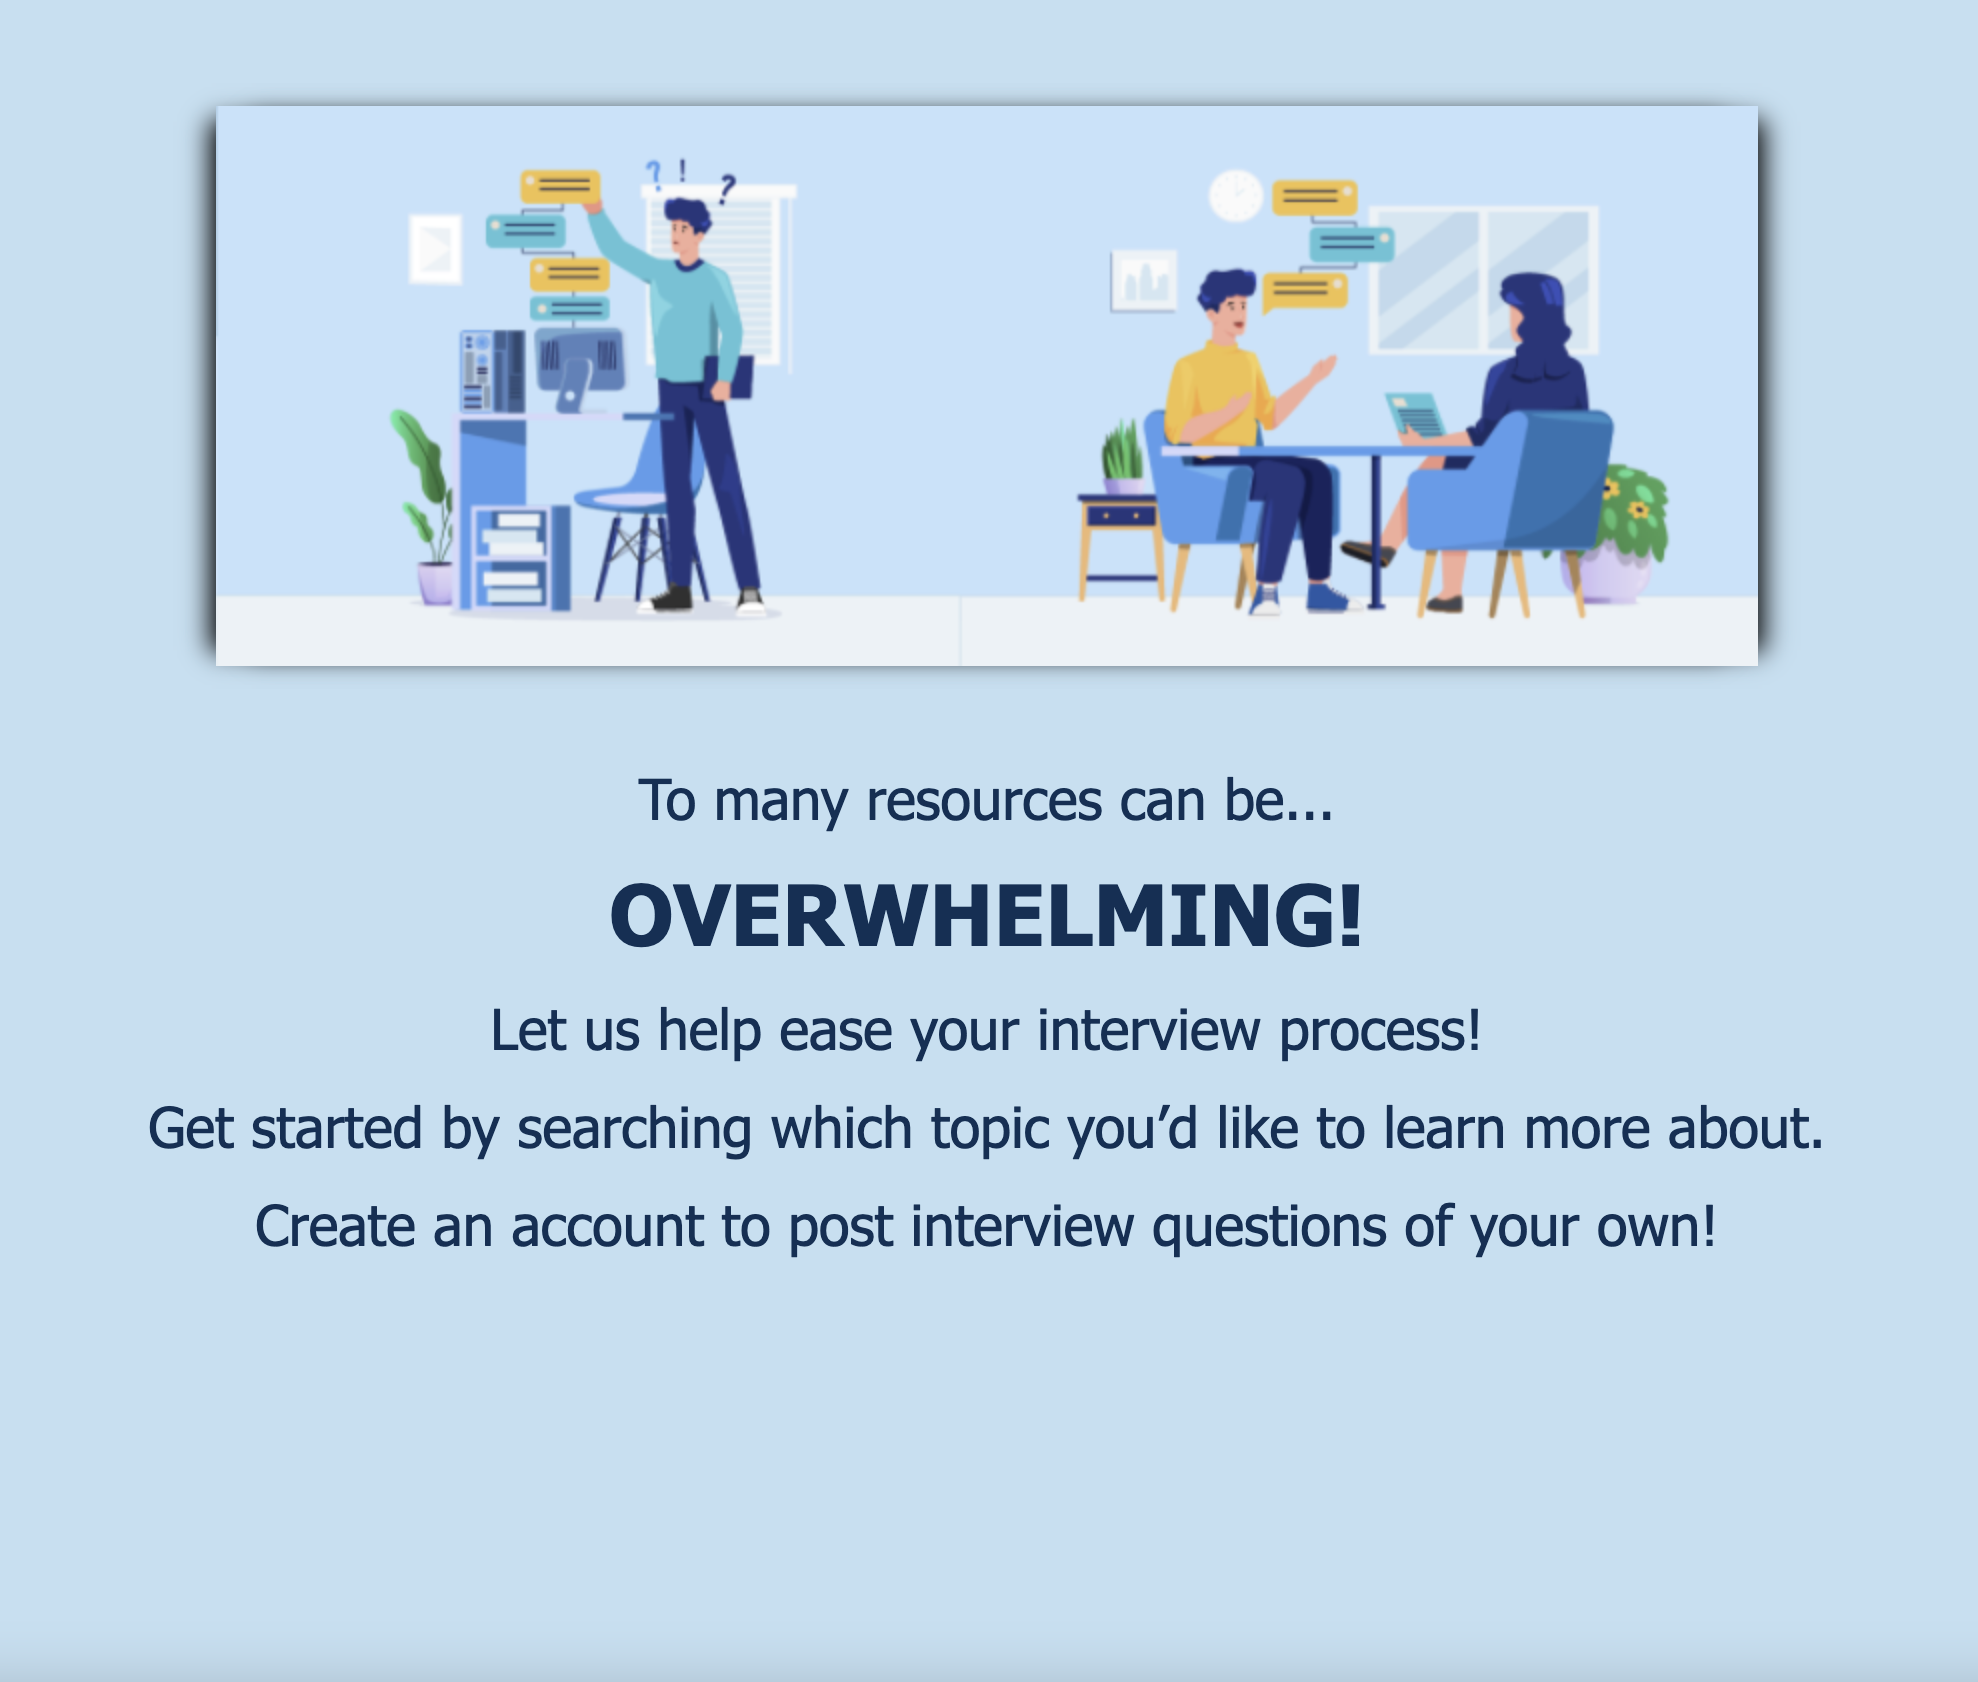 ? ! ?
To many resources can be...
OVERWHELMING!
Let us help ease your interview process!
Get started by searching which topic you’d like to learn more about.
Create an account to post interview questions of your own!